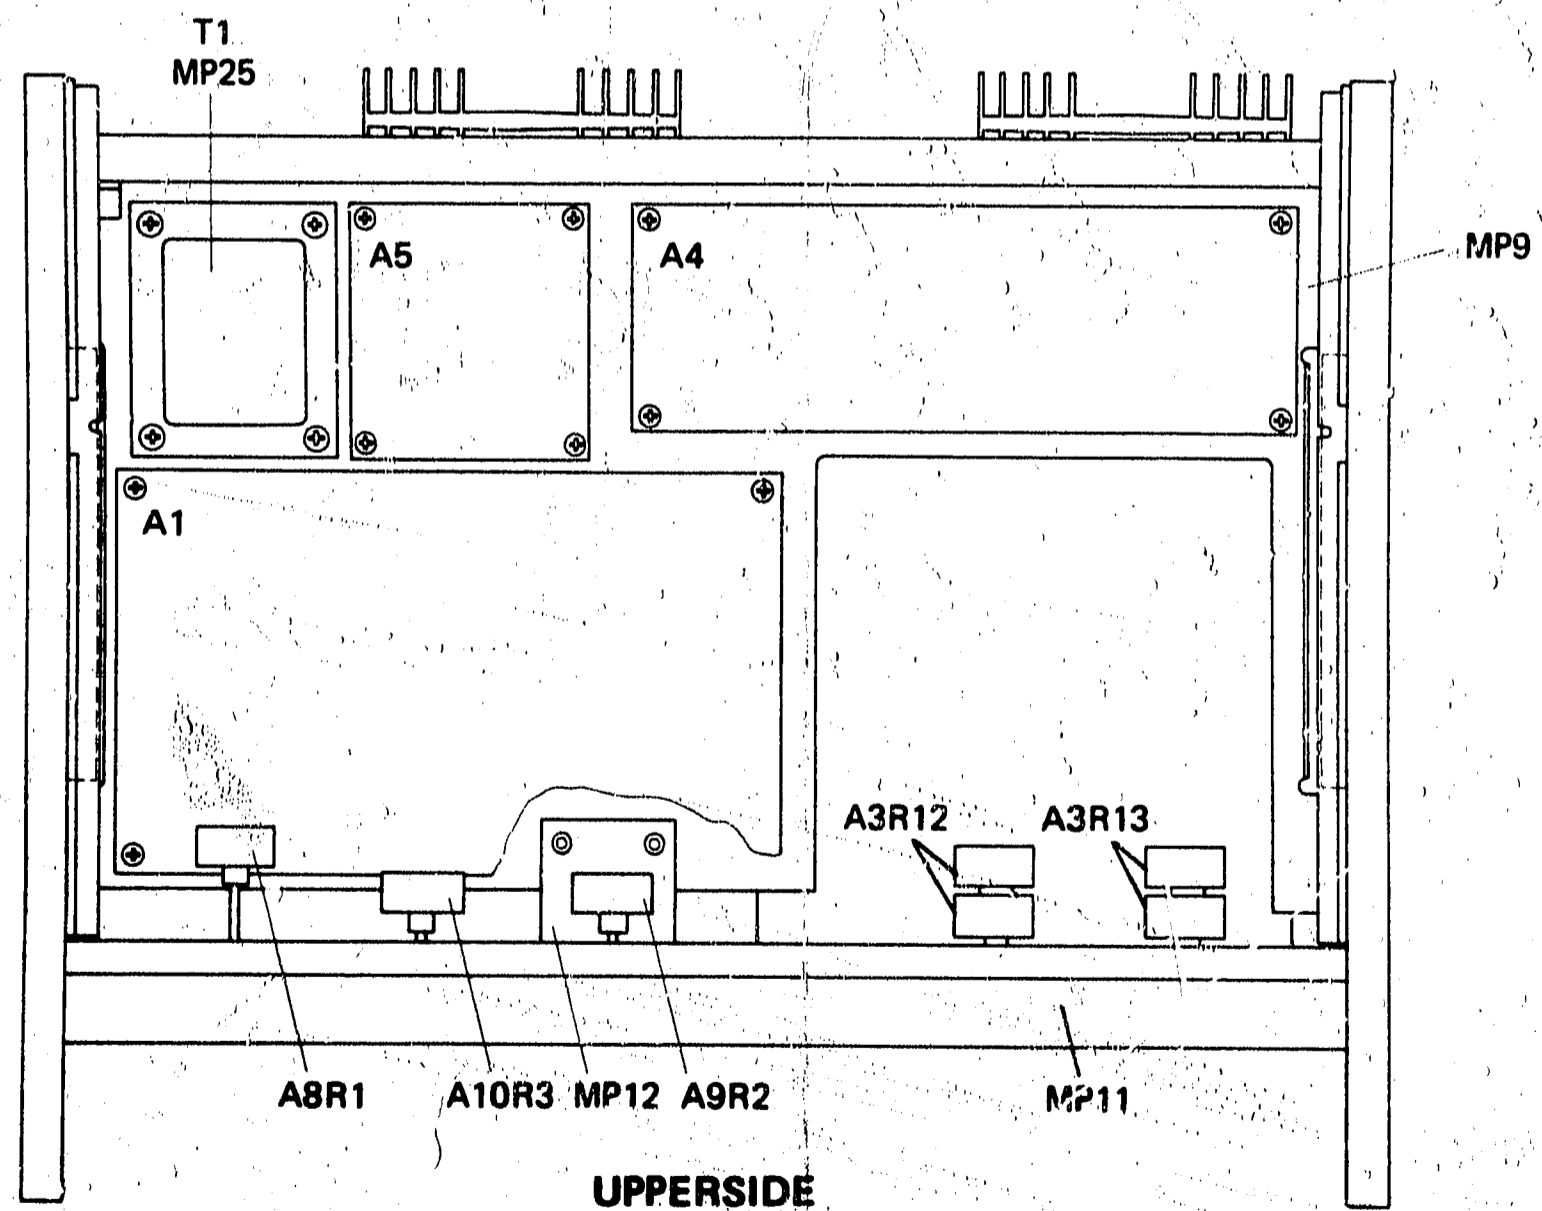 T1
MP25
A5
A4
MP9
A1
A3R12
A3R13
A8R1
A10R3
MP12
A9R2
MP11
UPPERSIDE